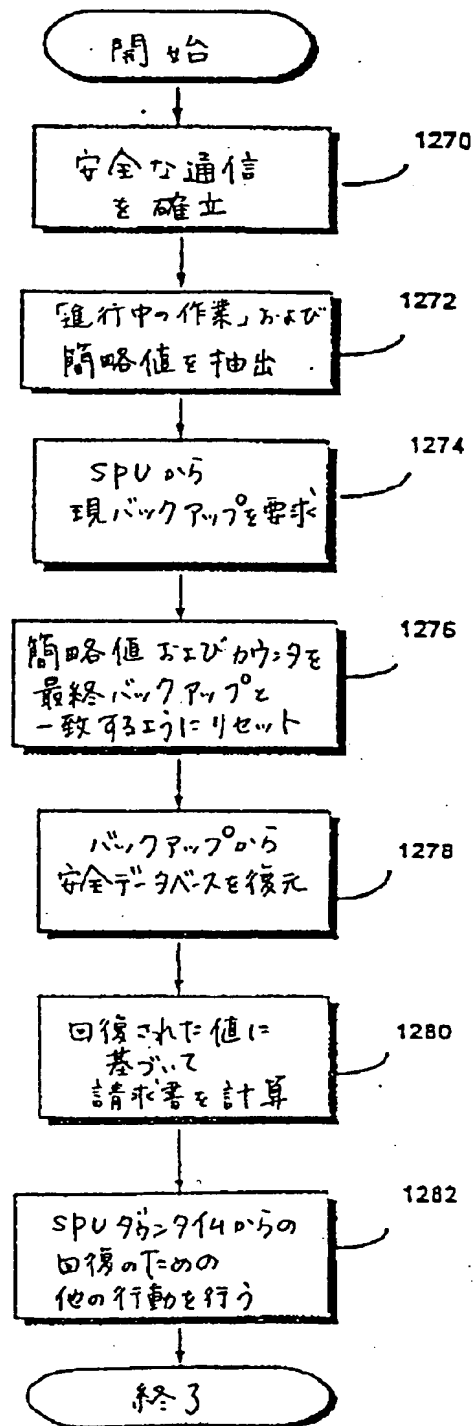 開始
安全な通信
を確立
1270
「進行中の作業」および
簡略値を抽出
1272
SPUから
現バックアップを要求
1274
簡略値およびカウンタを
最終バックアップと
一致するようにリセット
1276
バックアップから
安全データベースを復元
1278
回復された値に
基づいて
請求書を計算
1280
SPUダウンタイムからの
回復のための
他の行動を行う
1282
終了